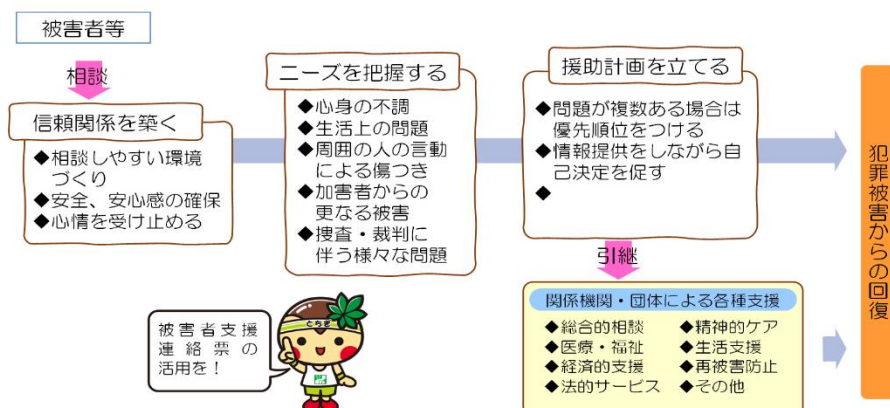 被害者等
相談
信頼関係を築く
◆相談しやすい環境
づくり
◆安全、安心感の確保
◆心情を受け止める
ニーズを把握する
◆心身の不調
◆生活上の問題
◆周囲の人の言動
による傷つき
◆加害者からの
更なる被害
◆捜査・裁判に
伴う様々な問題
援助計画を立てる
◆問題が複数ある場合は
優先順位をつける
◆情報提供をしながら自
己決定を促す
◆
引継
関係機関・団体による各種支援
◆総合的相談 ◆精神的ケア
◆医療・福祉 ◆生活支援
◆経済的支援 ◆再被害防止
◆法的サービス ◆その他
犯罪被害からの回復
被害者支援
連絡票の
活用を！
とちぎ